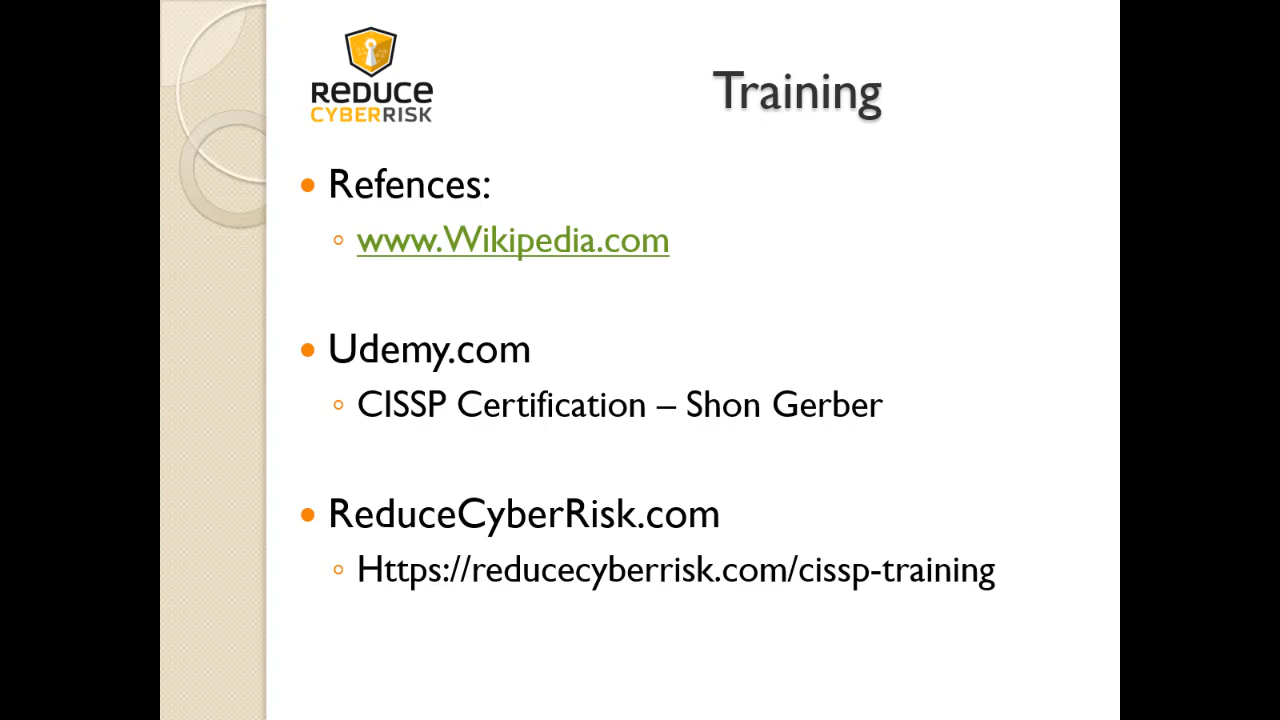 REDUCE
CYBERRISK
Training
Refences:
www.Wikipedia.com
Udemy.com
CISSP Certification – Shon Gerber
ReduceCyberRisk.com
Https://reducecyberrisk.com/cissp-training